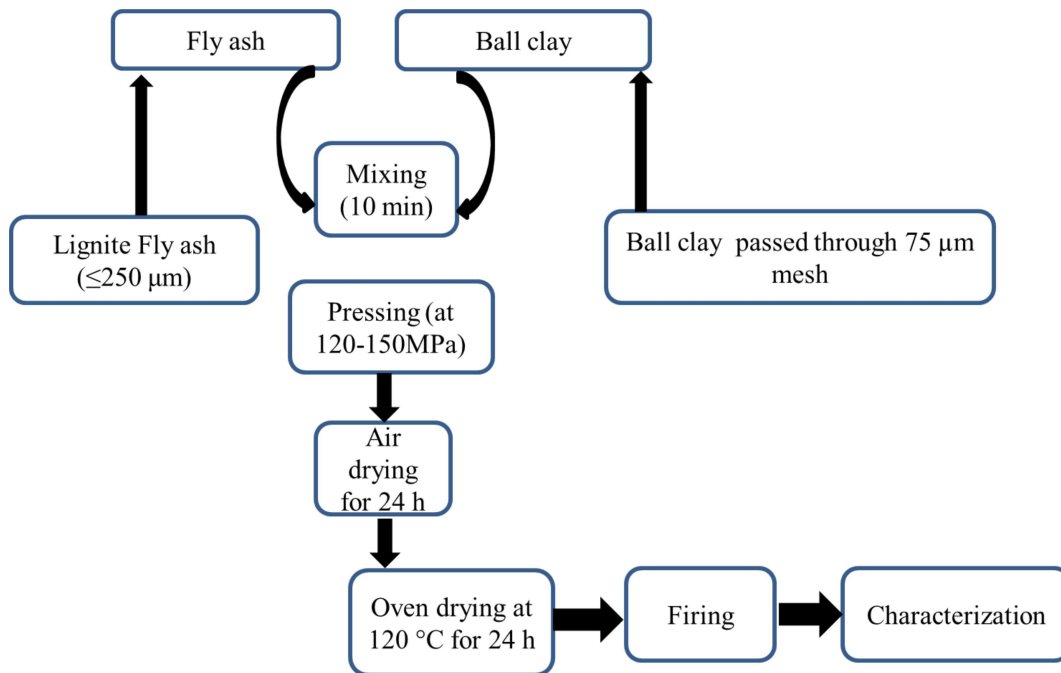 Fly ash
Ball clay
Mixing
(10 min)
Lignite Fly ash
(≤250 µm)
Ball clay passed through 75 µm
mesh
Pressing (at
120-150MPa)
Air
drying
for 24 h
Oven drying at
120 °C for 24 h
Firing
Characterization